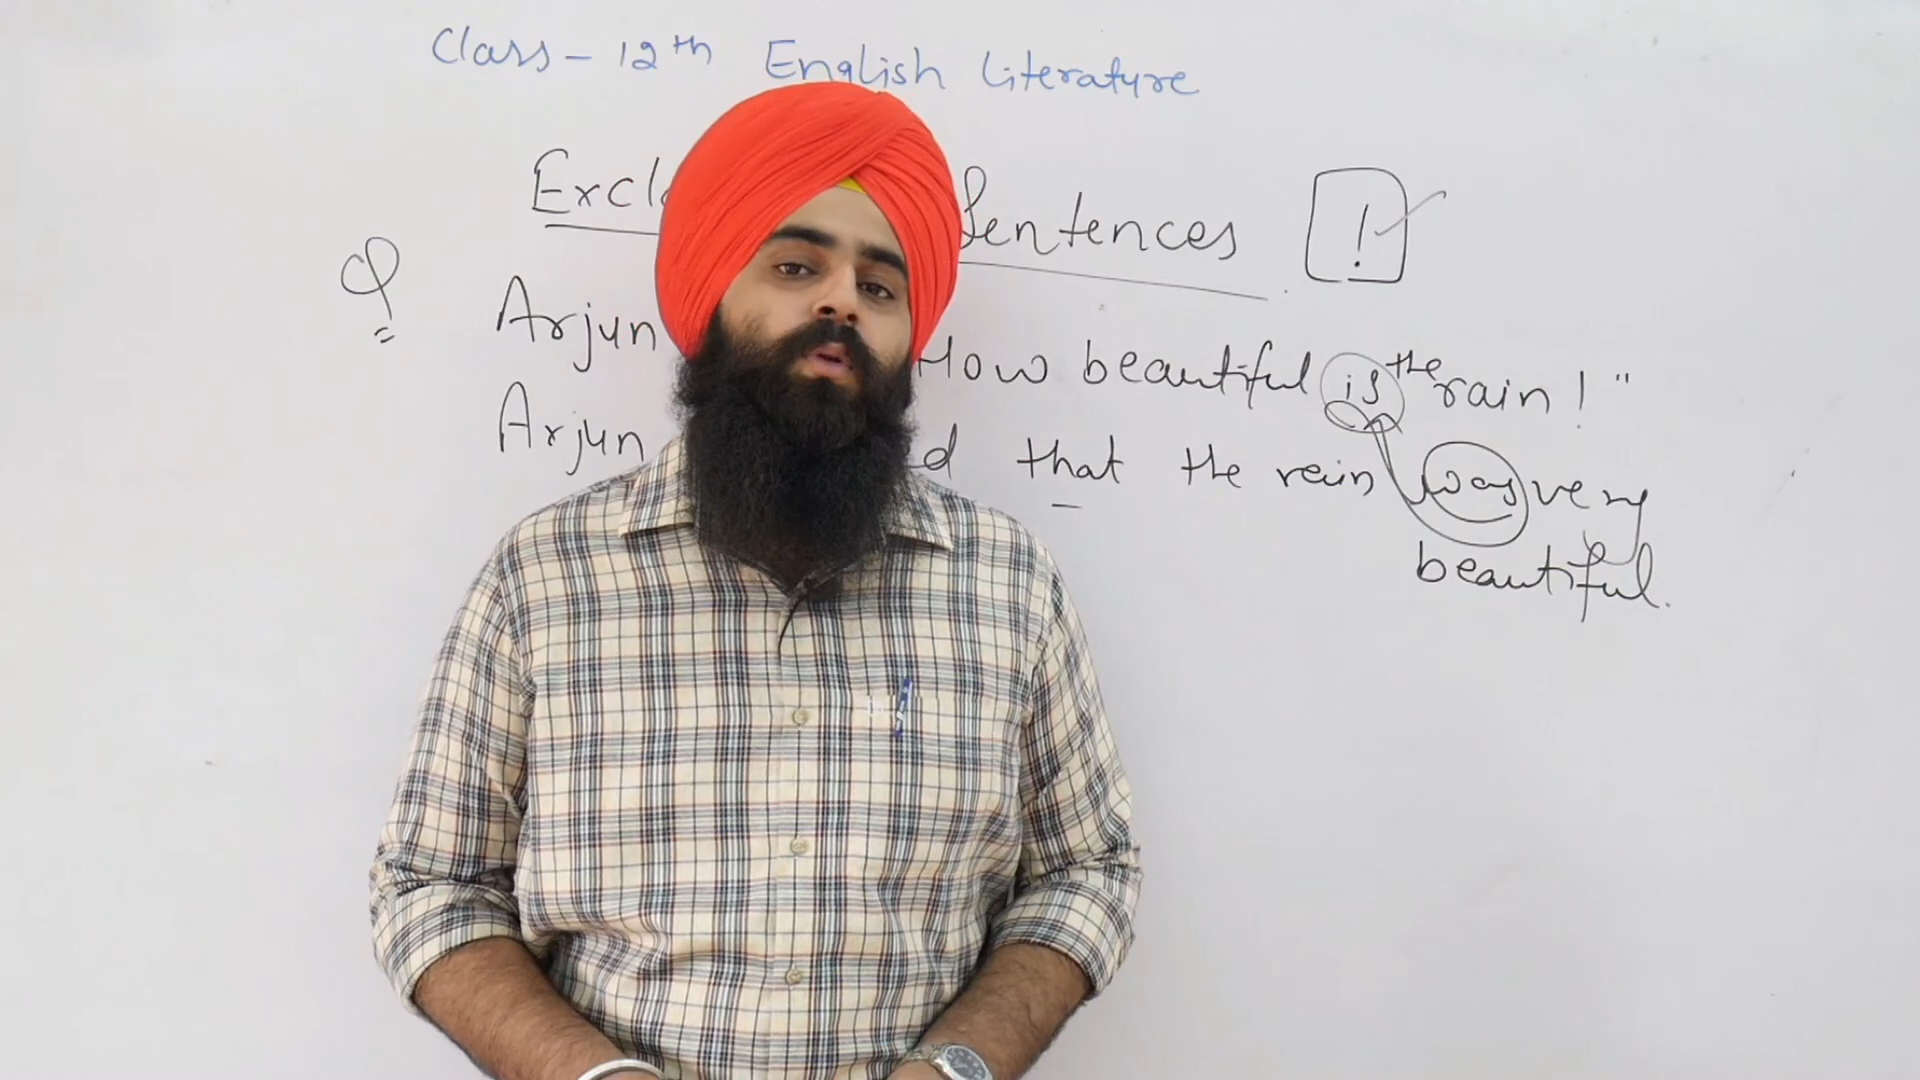 Class - 12th English Literature
Excl Sentences !
Q
Arjun How beautiful is the rain ! "
Arjun d that the rain was very
beautiful.